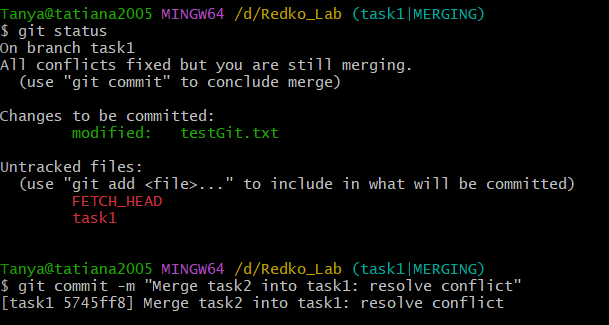 Tanya@tatiana2005 MINGW64 /d/Redko_Lab (task1|MERGING)
$ git status
On branch task1
All conflicts fixed but you are still merging.
  (use "git commit" to conclude merge)

Changes to be committed:
        modified:   testGit.txt

Untracked files:
  (use "git add <file>..." to include in what will be committed)
        FETCH_HEAD
        task1

Tanya@tatiana2005 MINGW64 /d/Redko_Lab (task1|MERGING)
$ git commit -m "Merge task2 into task1: resolve conflict"
[task1 5745ff8] Merge task2 into task1: resolve conflict